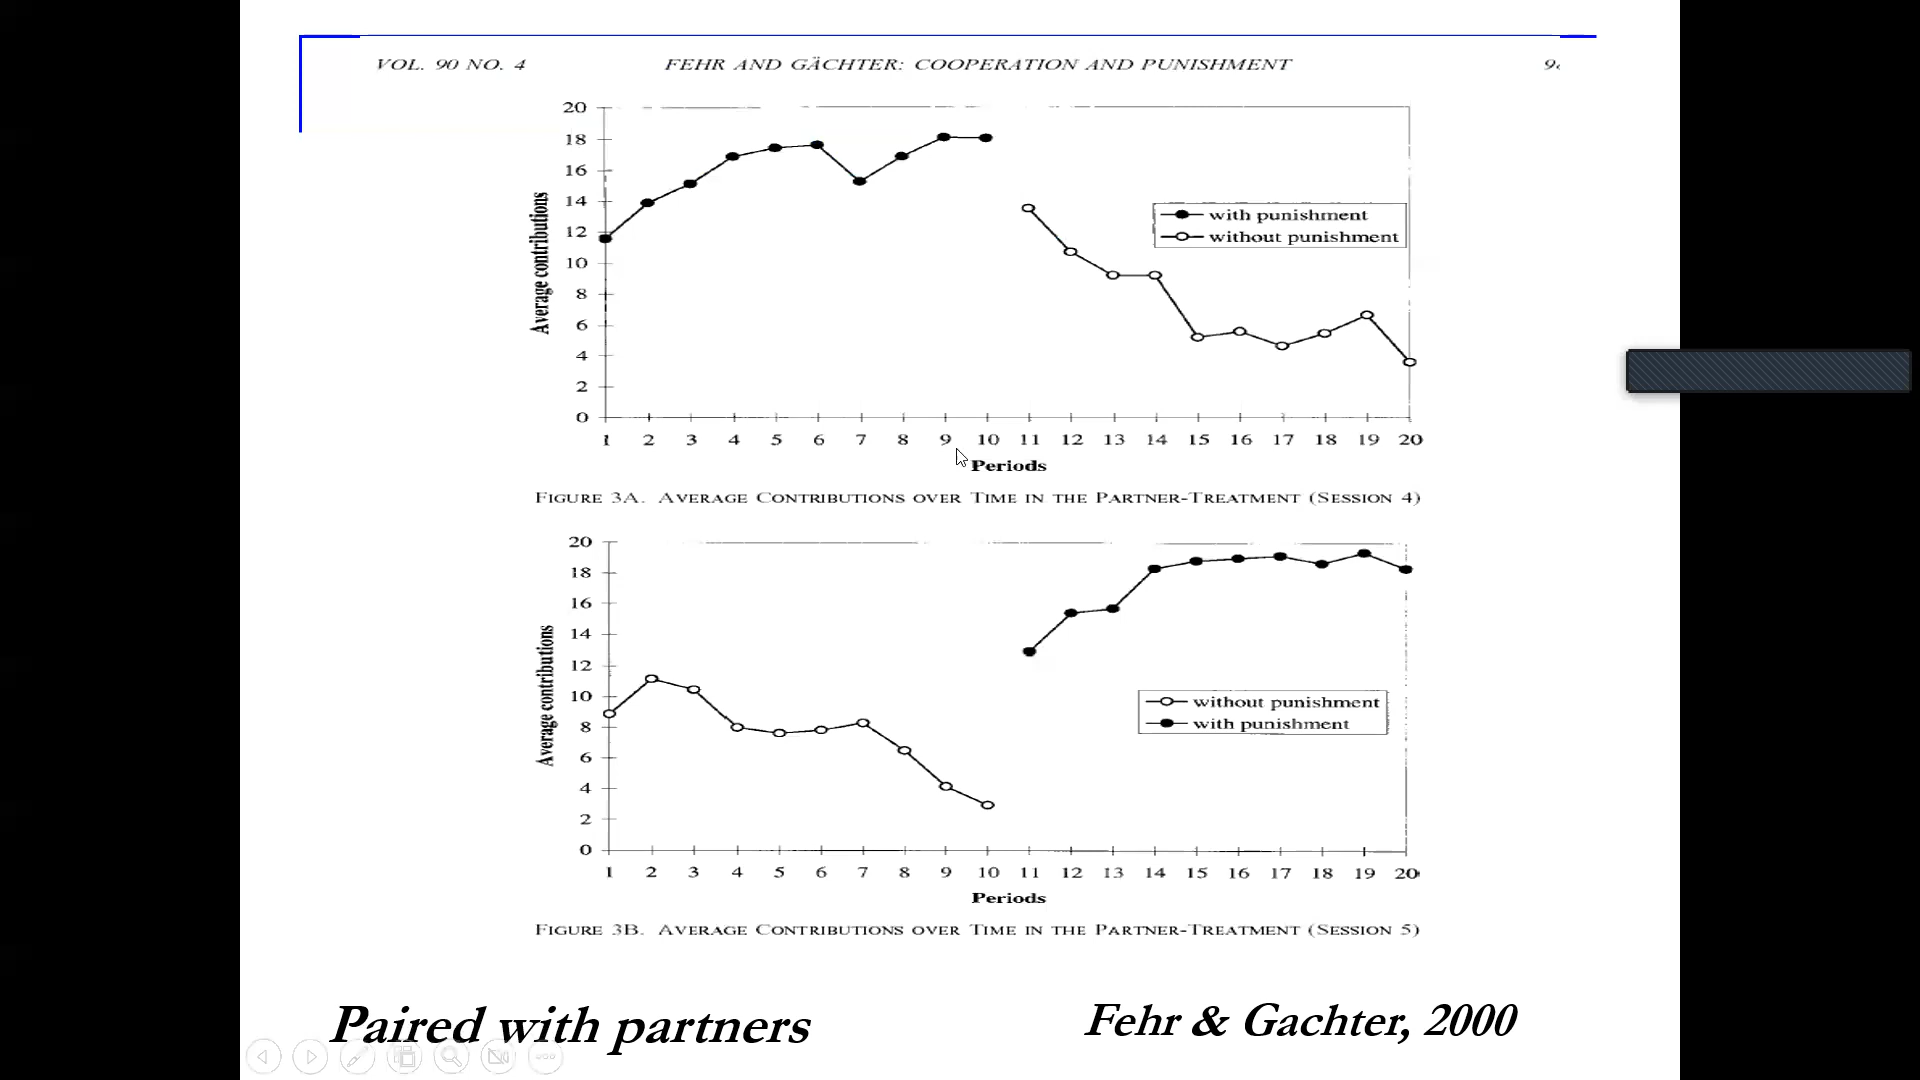 VOL. 90 NO. 4 FEHR AND GÄCHTER: COOPERATION AND PUNISHMENT
20
18
16
14
12
10
8
6
4
2
0
Average contributions
with punishment
without punishment
1 2 3 4 5 6 7 8 9 10 11 12 13 14 15 16 17 18 19 20
Periods
FIGURE 3A. AVERAGE CONTRIBUTIONS OVER TIME IN THE PARTNER-TREATMENT (SESSION 4)
20
18
16
14
12
10
8
6
4
2
0
Average contributions
without punishment
with punishment
1 2 3 4 5 6 7 8 9 10 11 12 13 14 15 16 17 18 19 20
Periods
FIGURE 3B. AVERAGE CONTRIBUTIONS OVER TIME IN THE PARTNER-TREATMENT (SESSION 5)
Paired with partners
Fehr & Gachter, 2000